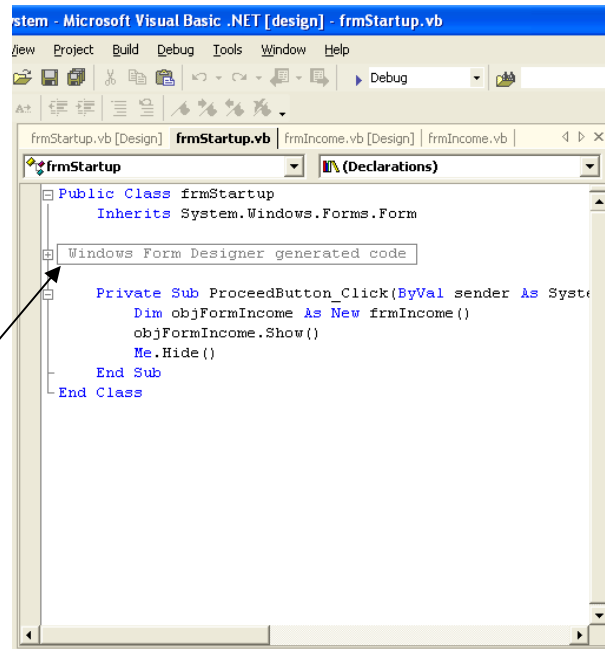 ystem - Microsoft Visual Basic .NET [design] - frmStartup.vb
View Project Build Debug Tools Window Help
Debug
frmStartup.vb [Design] frmStartup.vb frmIncome.vb [Design] frmIncome.vb
frmStartup (Declarations)
Public Class frmStartup
Inherits System.Windows.Forms.Form
Windows Form Designer generated code
Private Sub ProceedButton_Click(ByVal sender As Syste
Dim objFormIncome As New frmIncome()
objFormIncome.Show()
Me.Hide()
End Sub
End Class